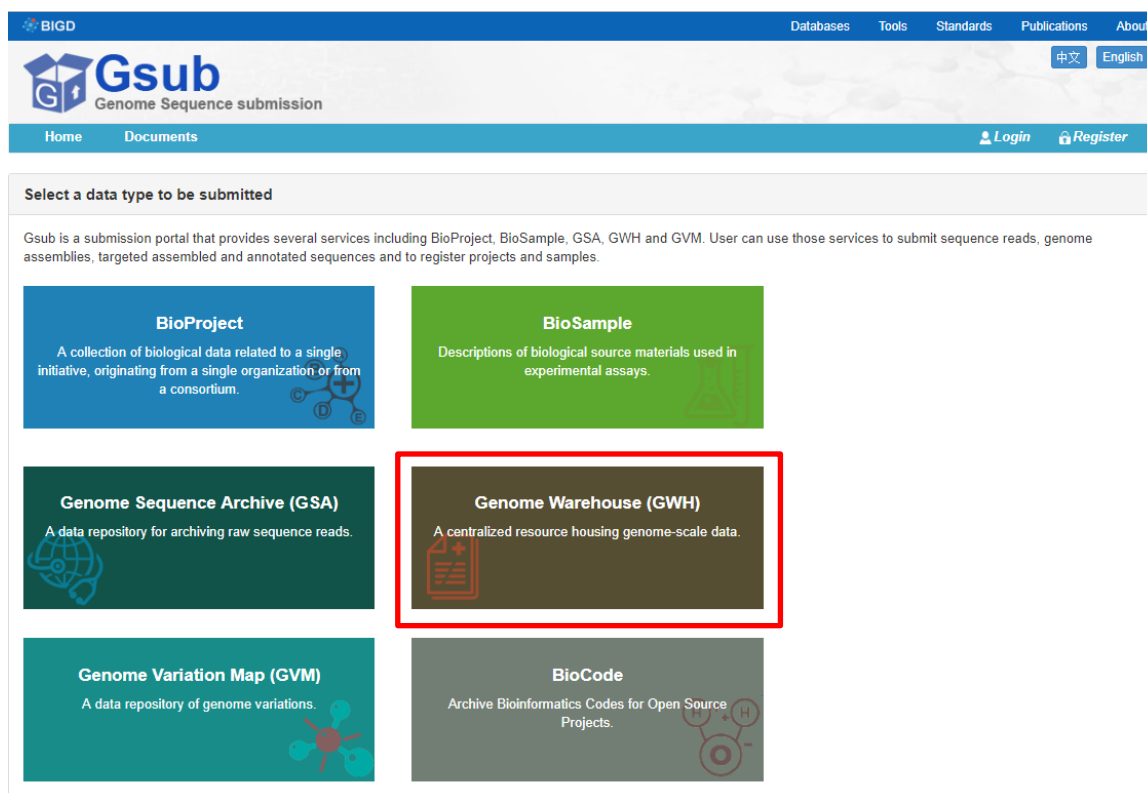 BIGD
Databases Tools Standards Publications About
中文 English
G Gsub
Genome Sequence submission
Home Documents Login Register
Select a data type to be submitted
Gsub is a submission portal that provides several services including BioProject, BioSample, GSA, GWH and GVM. User can use those services to submit sequence reads, genome
assemblies, targeted assembled and annotated sequences and to register projects and samples.
BioProject
A collection of biological data related to a single
initiative, originating from a single organization or from
a consortium.
C D E
BioSample
Descriptions of biological source materials used in
experimental assays.
Genome Sequence Archive (GSA)
A data repository for archiving raw sequence reads.
Genome Warehouse (GWH)
A centralized resource housing genome-scale data.
Genome Variation Map (GVM)
A data repository of genome variations.
BioCode
Archive Bioinformatics Codes for Open Source
Projects.
H H
O